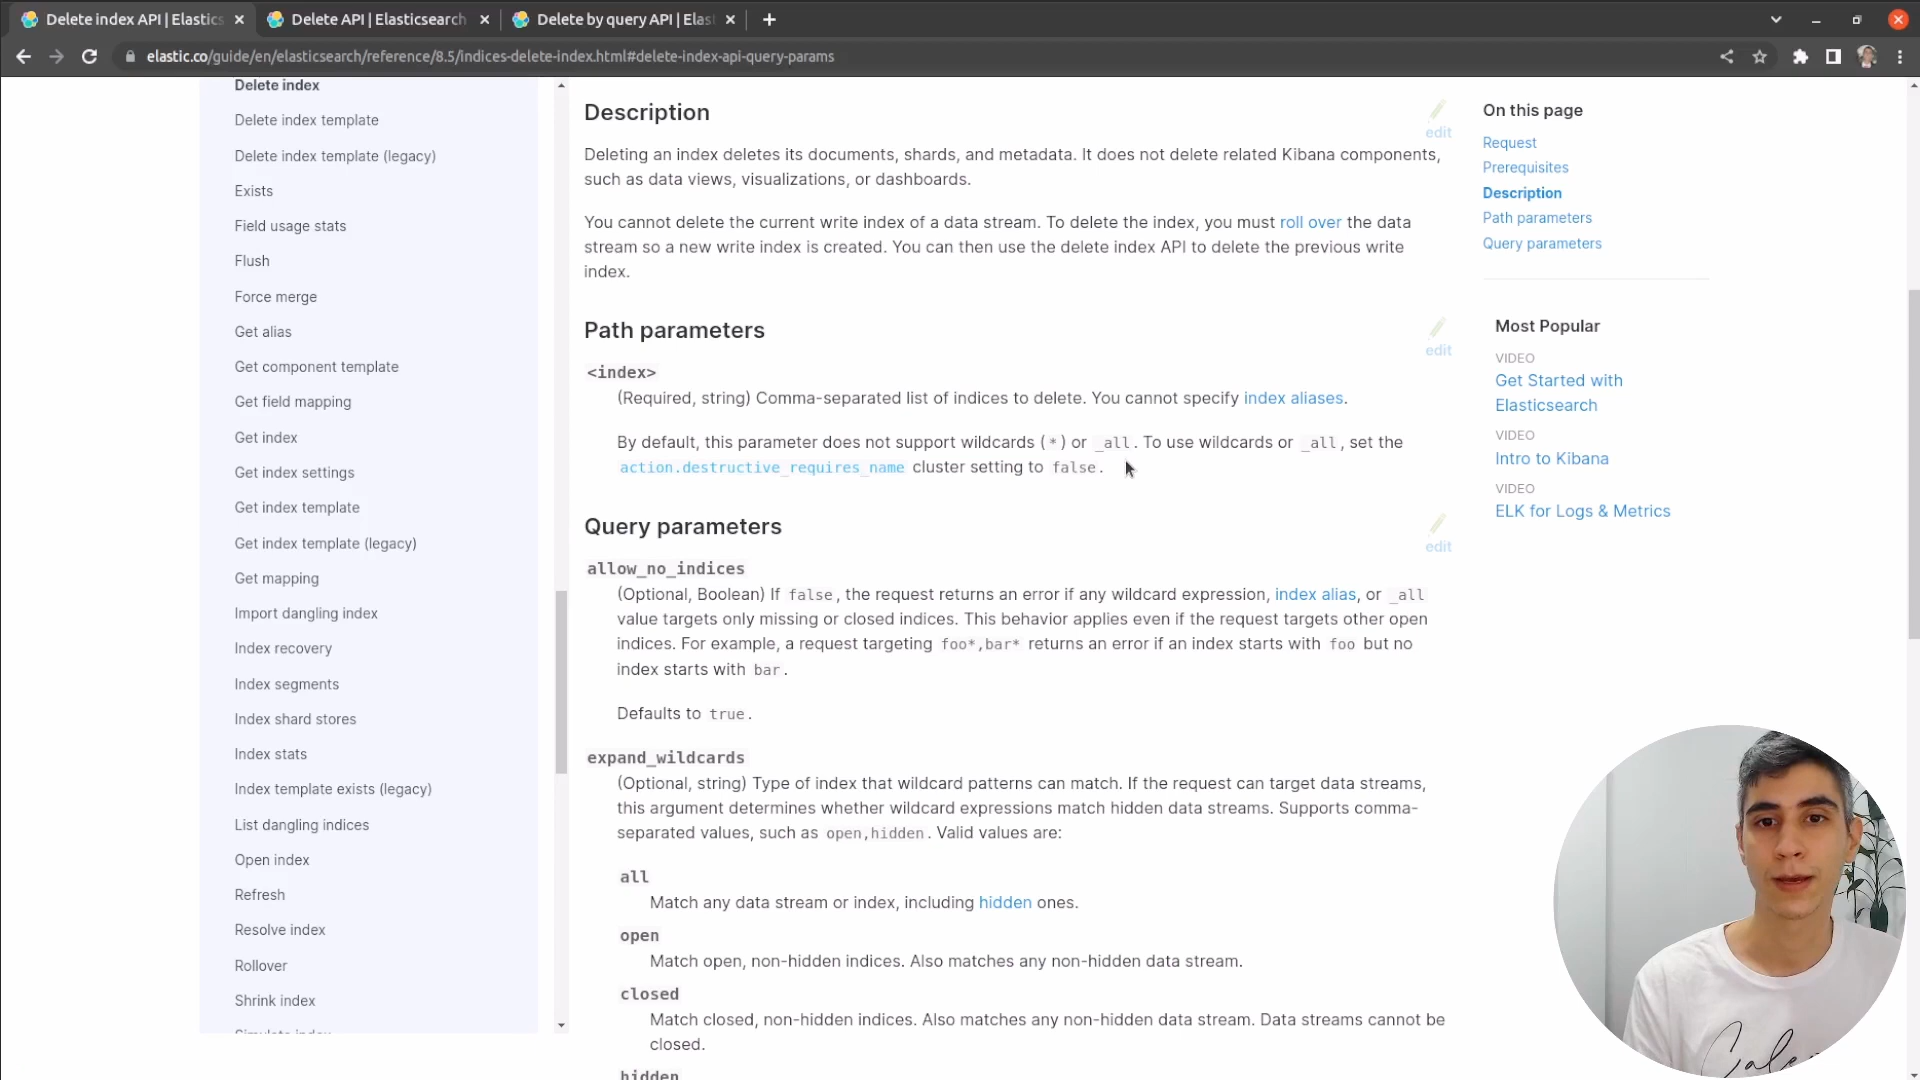 Delete index API | Elastics
Delete API | Elasticsearch
Delete by query API | Elas
elastic.co/guide/en/elasticsearch/reference/8.5/indices-delete-index.html#delete-index-api-query-params
Delete index
Delete index template
Delete index template (legacy)
Exists
Field usage stats
Flush
Force merge
Get alias
Get component template
Get field mapping
Get index
Get index settings
Get index template
Get index template (legacy)
Get mapping
Import dangling index
Index recovery
Index segments
Index shard stores
Index stats
Index template exists (legacy)
List dangling indices
Open index
Refresh
Resolve index
Rollover
Shrink index
Description
edit
Deleting an index deletes its documents, shards, and metadata. It does not delete related Kibana components,
such as data views, visualizations, or dashboards.
You cannot delete the current write index of a data stream. To delete the index, you must roll over the data
stream so a new write index is created. You can then use the delete index API to delete the previous write
index.
Path parameters
edit
<index>
(Required, string) Comma-separated list of indices to delete. You cannot specify index aliases.
By default, this parameter does not support wildcards (*) or _all. To use wildcards or _all, set the
action.destructive_requires_name cluster setting to false.
Query parameters
edit
allow_no_indices
(Optional, Boolean) If false, the request returns an error if any wildcard expression, index alias, or _all
value targets only missing or closed indices. This behavior applies even if the request targets other open
indices. For example, a request targeting foo*,bar* returns an error if an index starts with foo but no
index starts with bar.
Defaults to true.
expand_wildcards
(Optional, string) Type of index that wildcard patterns can match. If the request can target data streams,
this argument determines whether wildcard expressions match hidden data streams. Supports comma-
separated values, such as open,hidden. Valid values are:
all
Match any data stream or index, including hidden ones.
open
Match open, non-hidden indices. Also matches any non-hidden data stream.
closed
Match closed, non-hidden indices. Also matches any non-hidden data stream. Data streams cannot be
closed.
hidden
On this page
Request
Prerequisites
Description
Path parameters
Query parameters
Most Popular
VIDEO
Get Started with
Elasticsearch
VIDEO
Intro to Kibana
VIDEO
ELK for Logs & Metrics